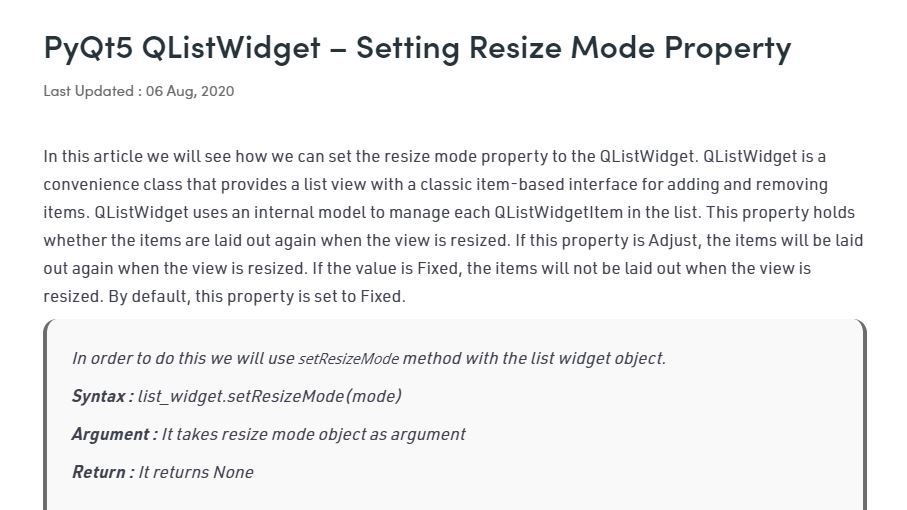 PyQt5 QListWidget – Setting Resize Mode Property
Last Updated : 06 Aug, 2020
In this article we will see how we can set the resize mode property to the QListWidget. QListWidget is a
convenience class that provides a list view with a classic item-based interface for adding and removing
items. QListWidget uses an internal model to manage each QListWidgetItem in the list. This property holds
whether the items are laid out again when the view is resized. If this property is Adjust, the items will be laid
out again when the view is resized. If the value is Fixed, the items will not be laid out when the view is
resized. By default, this property is set to Fixed.
In order to do this we will use setResizeMode method with the list widget object.
Syntax : list_widget.setResizeMode(mode)
Argument : It takes resize mode object as argument
Return : It returns None